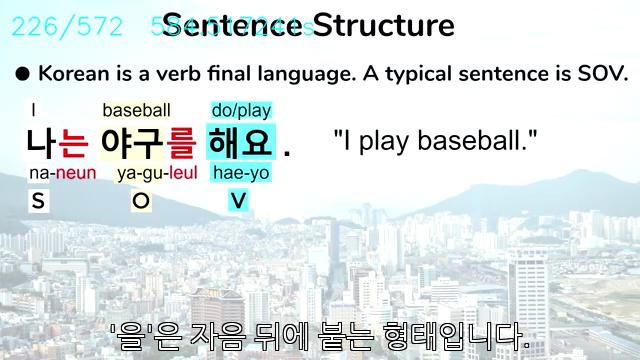 226/572
Sentence Structure
● Korean is a verb final language. A typical sentence is SOV.
I baseball do/play
나는 야구를 해요. "I play baseball."
na-neun ya-gu-leul hae-yo
S O V
'을'은 자음 뒤에 붙는 형태입니다.